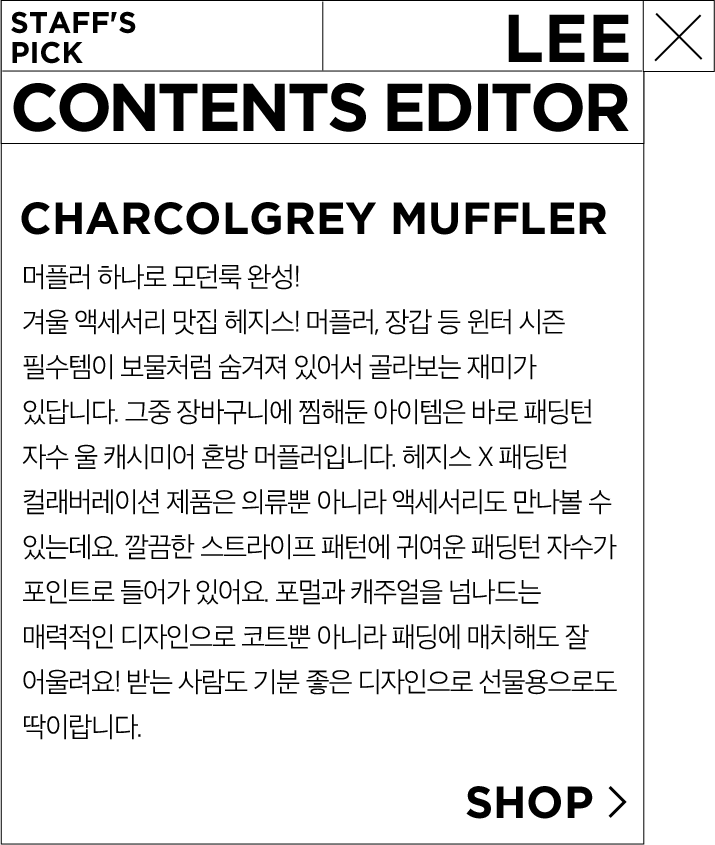 STAFF'S
PICK
LEE
CONTENTS EDITOR
CHARCOLGREY MUFFLER
머플러 하나로 모던룩 완성!
겨울 액세서리 맛집 헤지스! 머플러, 장갑 등 윈터 시즌
필수템이 보물처럼 숨겨져 있어서 골라보는 재미가
있답니다. 그중 장바구니에 찜해둔 아이템은 바로 패딩턴
자수 울 캐시미어 혼방 머플러입니다. 헤지스 X 패딩턴
컬래버레이션 제품은 의류뿐 아니라 액세서리도 만나볼 수
있는데요. 깔끔한 스트라이프 패턴에 귀여운 패딩턴 자수가
포인트로 들어가 있어요. 포멀과 캐주얼을 넘나드는
매력적인 디자인으로 코트뿐 아니라 패딩에 매치해도 잘
어울려요! 받는 사람도 기분 좋은 디자인으로 선물용으로도
딱이랍니다.
SHOP >